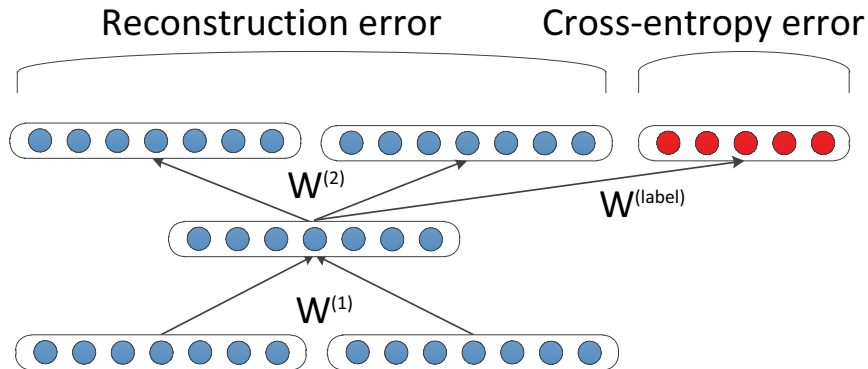 Reconstruction error
Cross-entropy error
W(2)
W(label)
W(1)